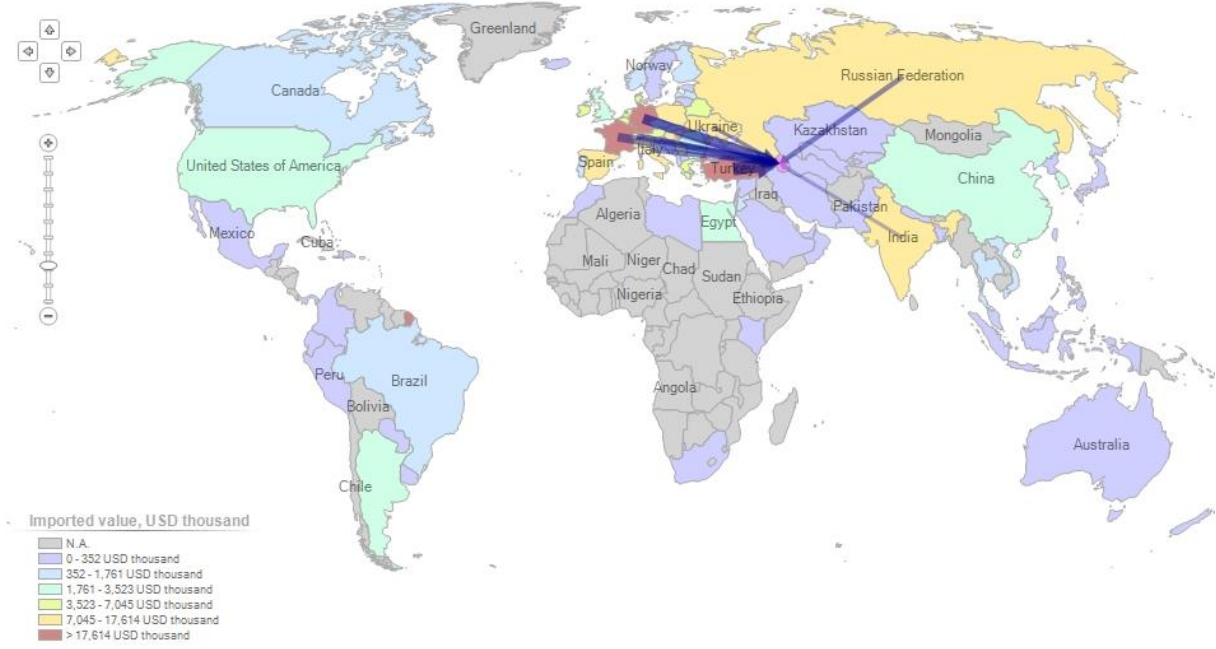 Greenland
Norway
Russian Federation
Canada
Ukraine
Kazakhstan
Mongolia
Italy
United States of America
Spain
Turkey
China
Iraq
Pakistan
Algeria
Egypt
Mexico
India
Cuba
Mali
Niger
Chad
Sudan
Nigeria
Ethiopia
Peru
Brazil
Angola
Bolivia
Australia
Chile
Imported value, USD thousand
N.A.
0 - 352 USD thousand
352 - 1,761 USD thousand
1,761 - 3,523 USD thousand
3,523 - 7,045 USD thousand
7,045 - 17,614 USD thousand
> 17,614 USD thousand